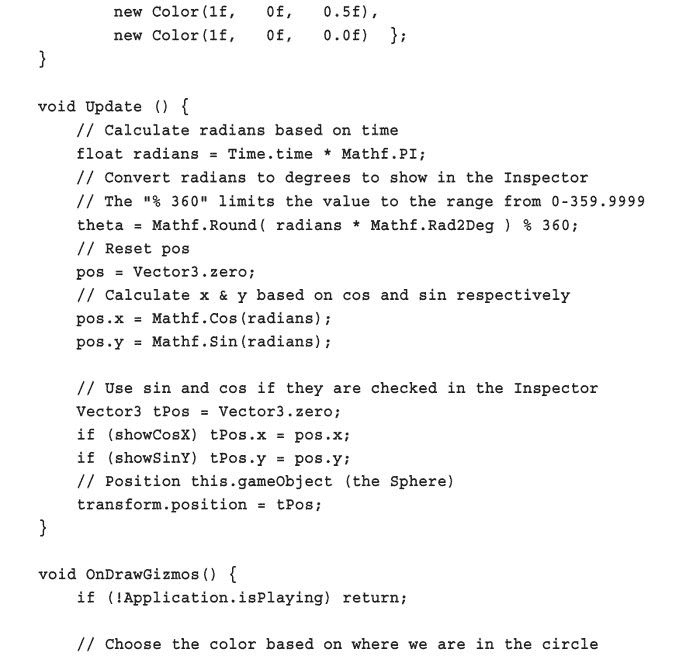 new Color(1f,   0f,   0.5f),
new Color(1f,   0f,   0.0f)  };
}
void Update () {
// Calculate radians based on time
float radians = Time.time * Mathf.PI;
// Convert radians to degrees to show in the Inspector
// The "% 360" limits the value to the range from 0-359.9999
theta = Mathf.Round( radians * Mathf.Rad2Deg ) % 360;
// Reset pos
pos = Vector3.zero;
// Calculate x & y based on cos and sin respectively
pos.x = Mathf.Cos(radians);
pos.y = Mathf.Sin(radians);
// Use sin and cos if they are checked in the Inspector
Vector3 tPos = Vector3.zero;
if (showCosX) tPos.x = pos.x;
if (showSinY) tPos.y = pos.y;
// Position this.gameObject (the Sphere)
transform.position = tPos;
}
void OnDrawGizmos() {
if (!Application.isPlaying) return;
// Choose the color based on where we are in the circle